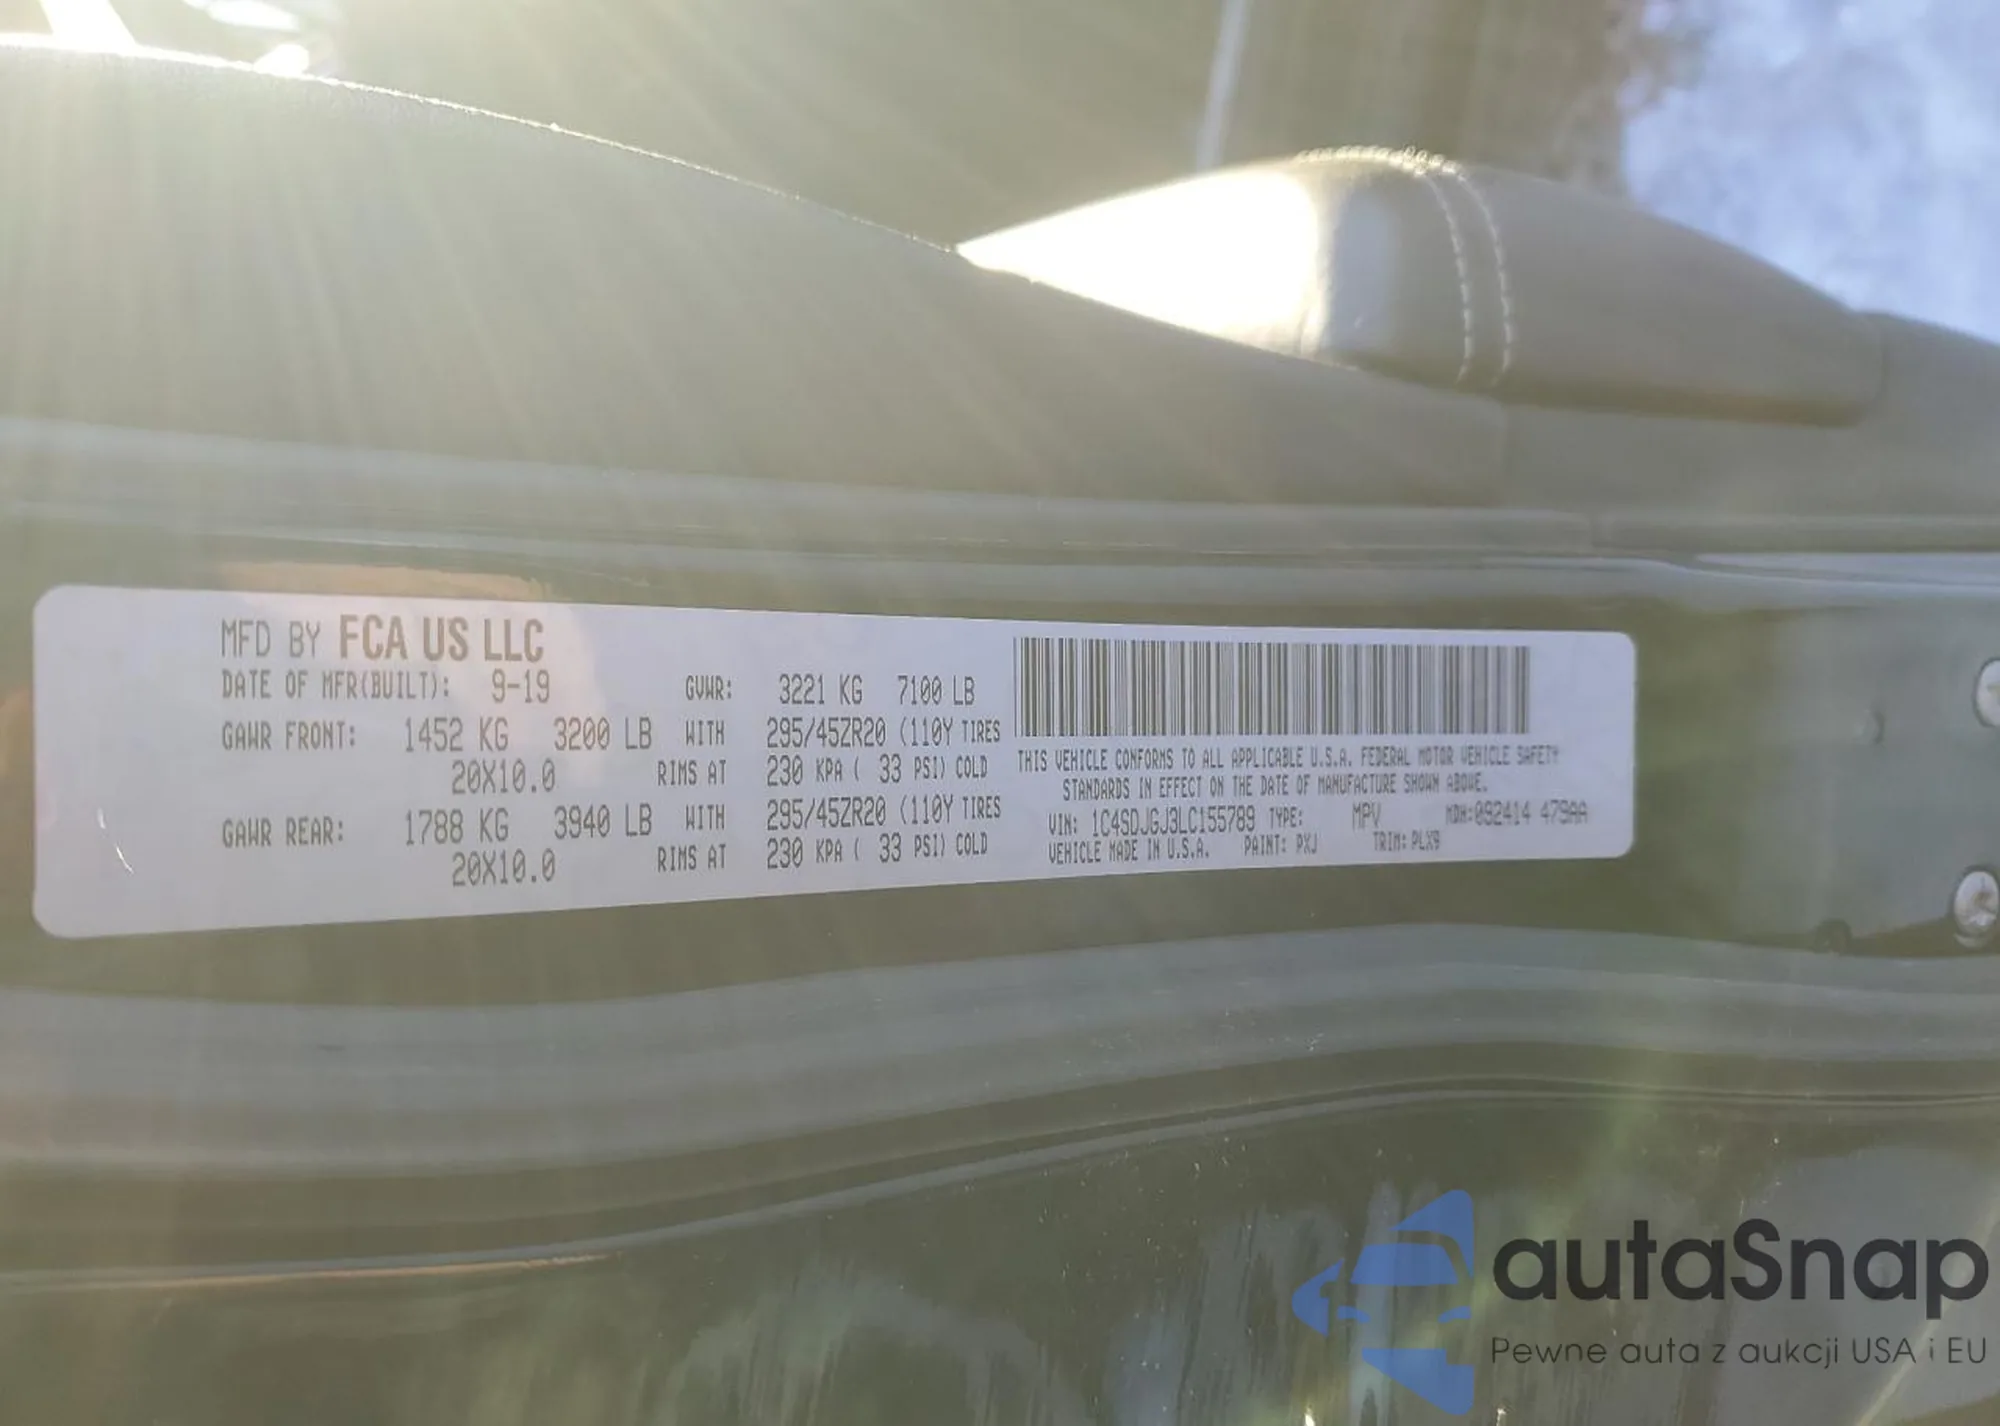 MFD BY FCA US LLC
DATE OF MFR(BUILT): 9-19 GVWR: 3221 KG 7100 LB
GAWR FRONT: 1452 KG 3200 LB WITH 295/45ZR20 (110Y TIRES
20X10.0 RIMS AT 230 KPA ( 33 PSI) COLD
GAWR REAR: 1788 KG 3940 LB WITH 295/45ZR20 (110Y TIRES
20X10.0 RIMS AT 230 KPA ( 33 PSI) COLD
THIS VEHICLE CONFORMS TO ALL APPLICABLE U.S.A. FEDERAL MOTOR VEHICLE SAFETY
STANDARDS IN EFFECT ON THE DATE OF MANUFACTURE SHOWN ABOVE.
VIN: 1C4SDJGJ3LC155789 TYPE: MPV MDH:092414 479AA
VEHICLE MADE IN U.S.A. PAINT: PXJ TRIM: PLX9
autaSnap
Pewne auta z aukcji USA i EU